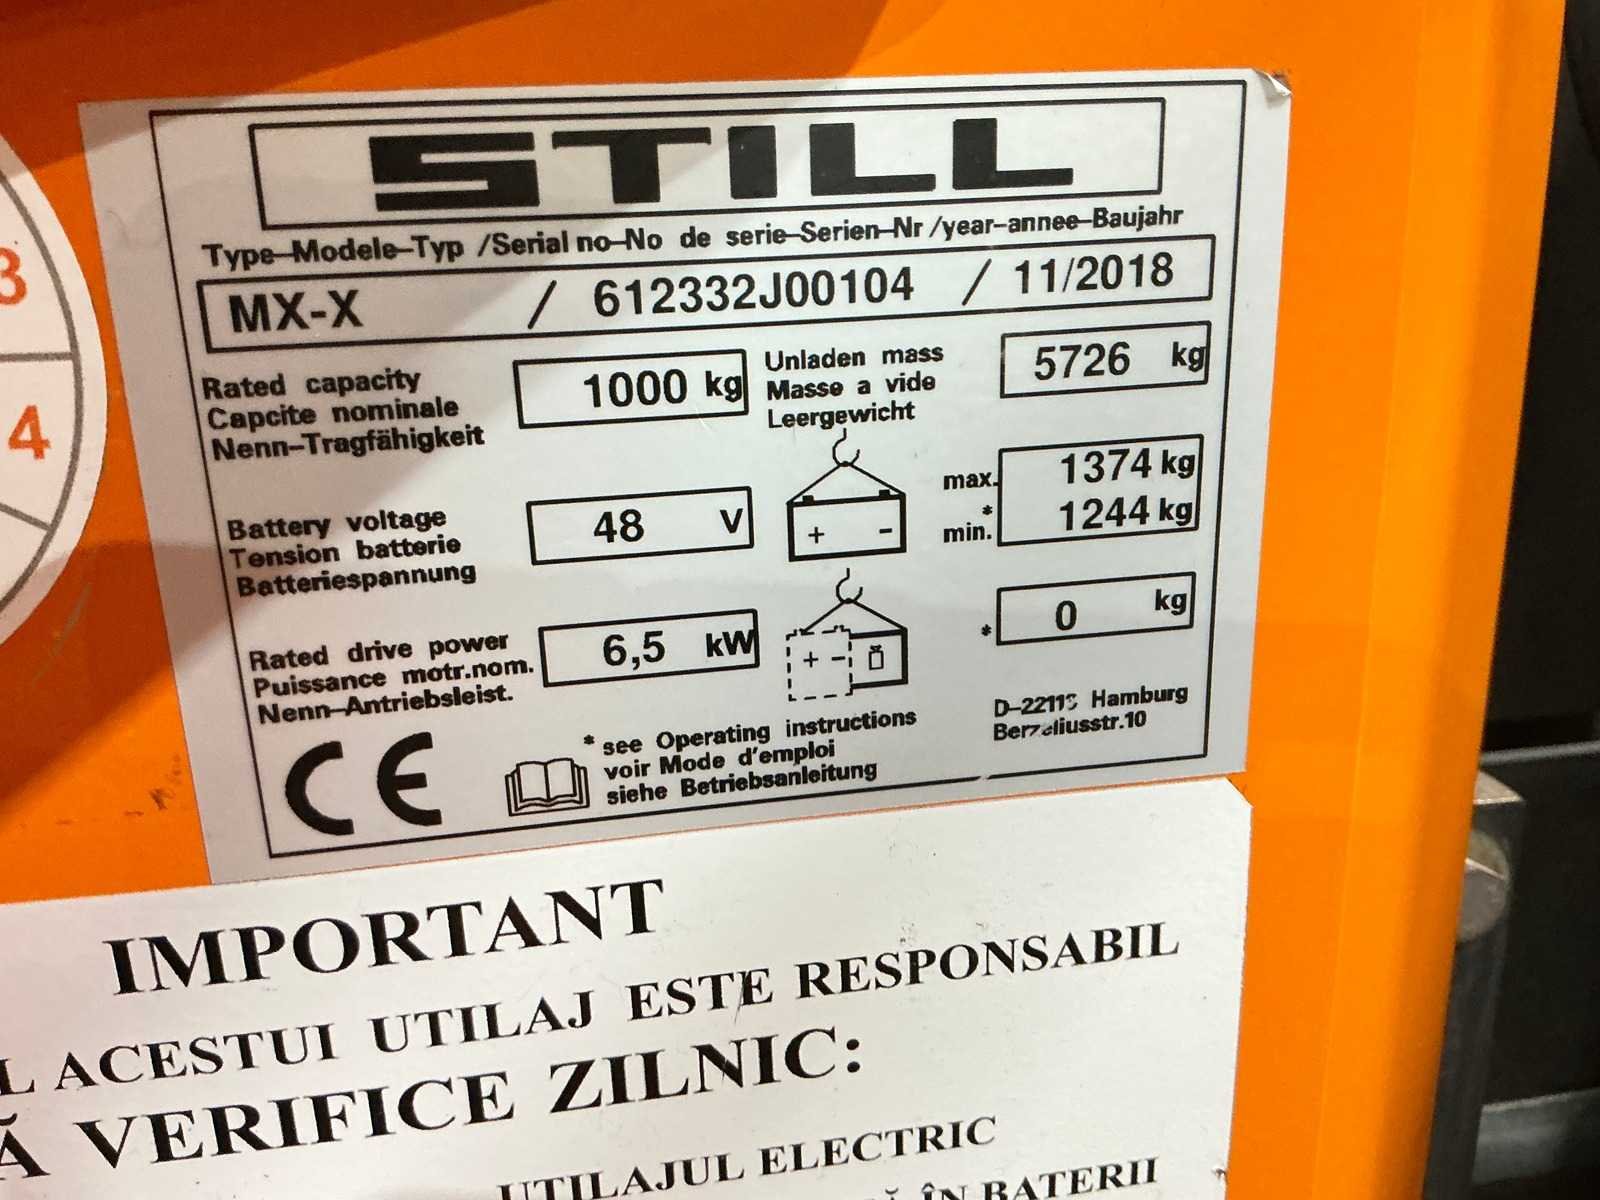 STILL
Type-Modele-Typ /Serial no-No de serie-Serien-Nr /year-annee-Baujahr
MX-X / 612332J00104 / 11/2018
Rated capacity
Capcite nominale
Nenn-Tragfähigkeit
1000 kg
Unladen mass
Masse a vide
Leergewicht
5726 kg
Battery voltage
Tension batterie
Batteriespannung
48 V
+ -
max. 1374 kg
* min. 1244 kg
Rated drive power
Puissance motr.nom.
Nenn-Antriebsleist.
6,5 kW
+ -
* 0 kg
CE
* see Operating instructions
voir Mode d'emploi
siehe Betriebsanleitung
Hamburg
Berzeliusstr.10
3
4
IMPORTANT
L ACESTUI UTILAJ ESTE RESPONSABIL
Ă VERIFICE ZILNIC:
UTILAJUL ELECTRIC
ÎN BATERII